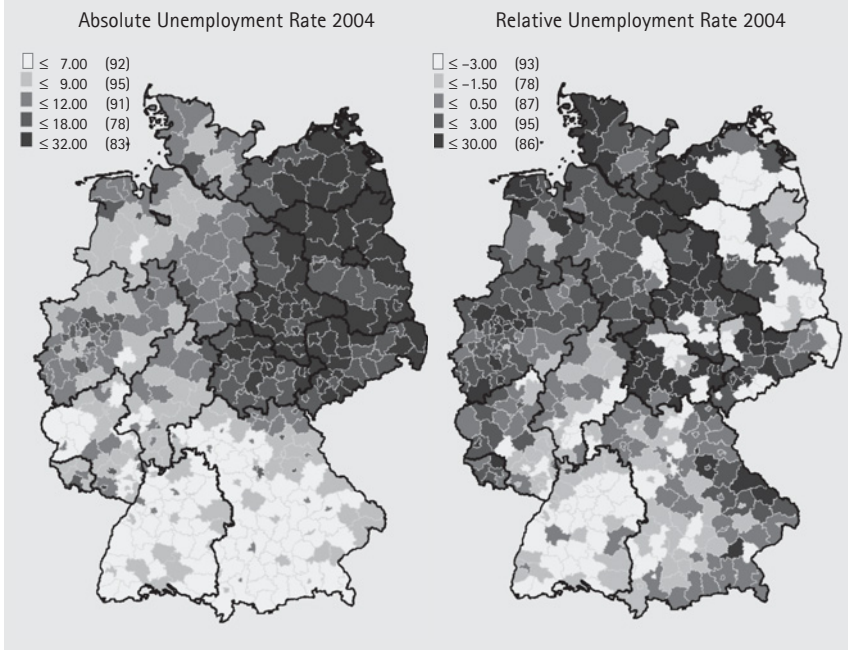 Absolute Unemployment Rate 2004
≤ 7.00 (92)
≤ 9.00 (95)
≤ 12.00 (91)
≤ 18.00 (78)
≤ 32.00 (83)
Relative Unemployment Rate 2004
≤ −3.00 (93)
≤ −1.50 (78)
≤ 0.50 (87)
≤ 3.00 (95)
≤ 30.00 (86)